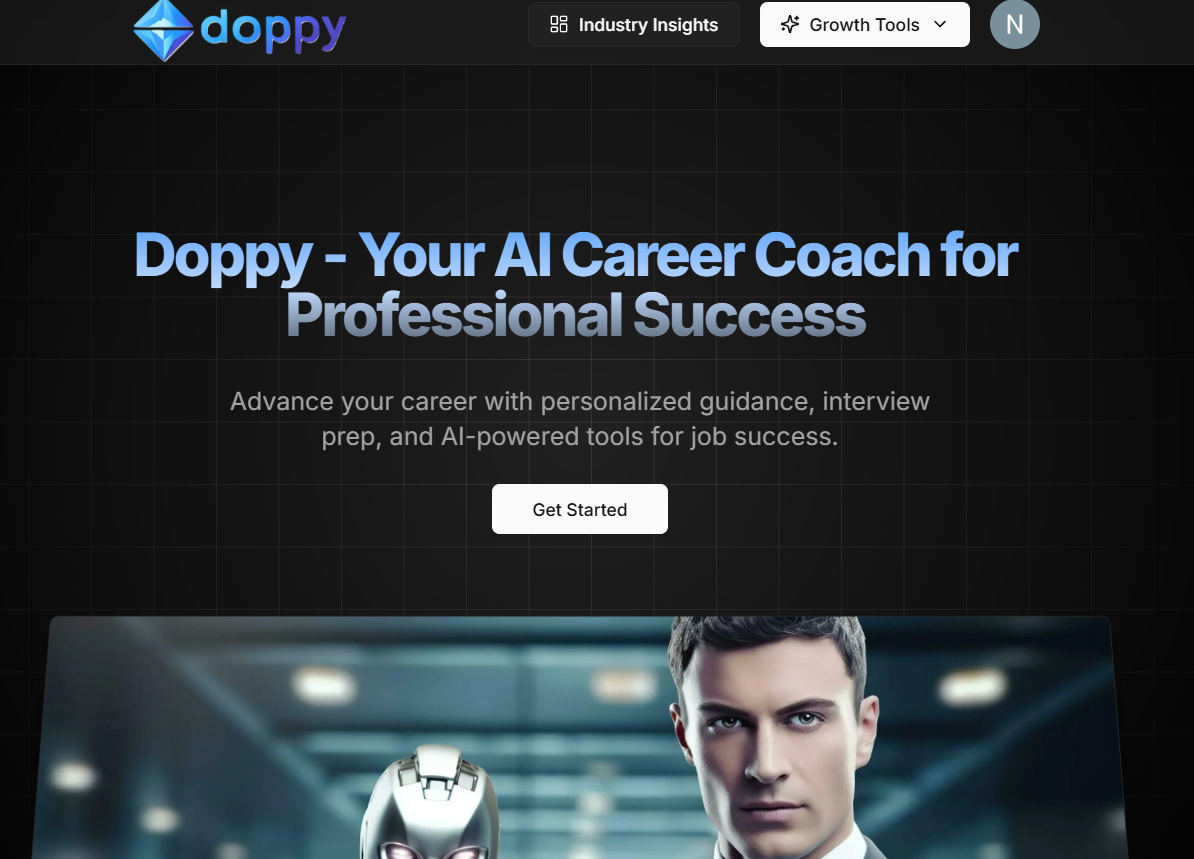 doppy
Industry Insights
Growth Tools
N
Doppy - Your AI Career Coach for
Professional Success
Advance your career with personalized guidance, interview
prep, and AI-powered tools for job success.
Get Started